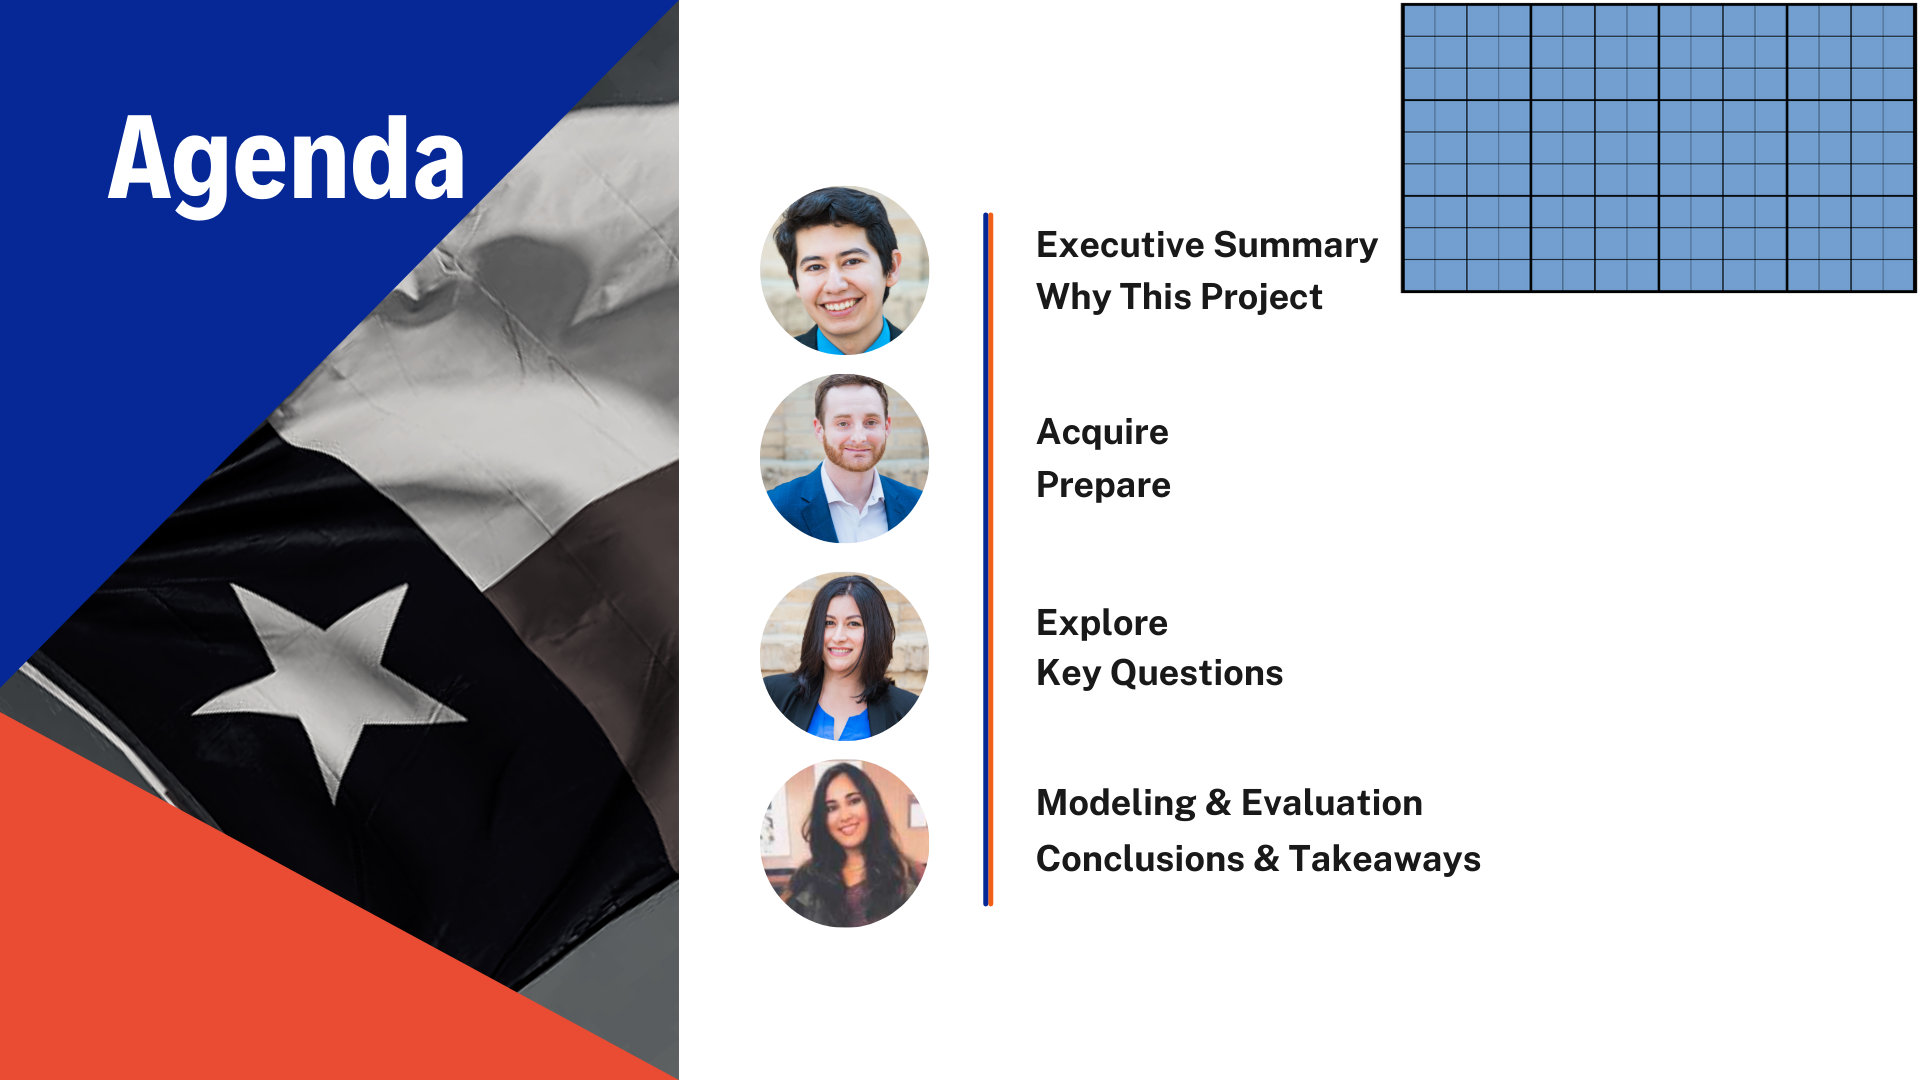 Agenda
Executive Summary
Why This Project
Acquire
Prepare
Explore
Key Questions
Modeling & Evaluation
Conclusions & Takeaways